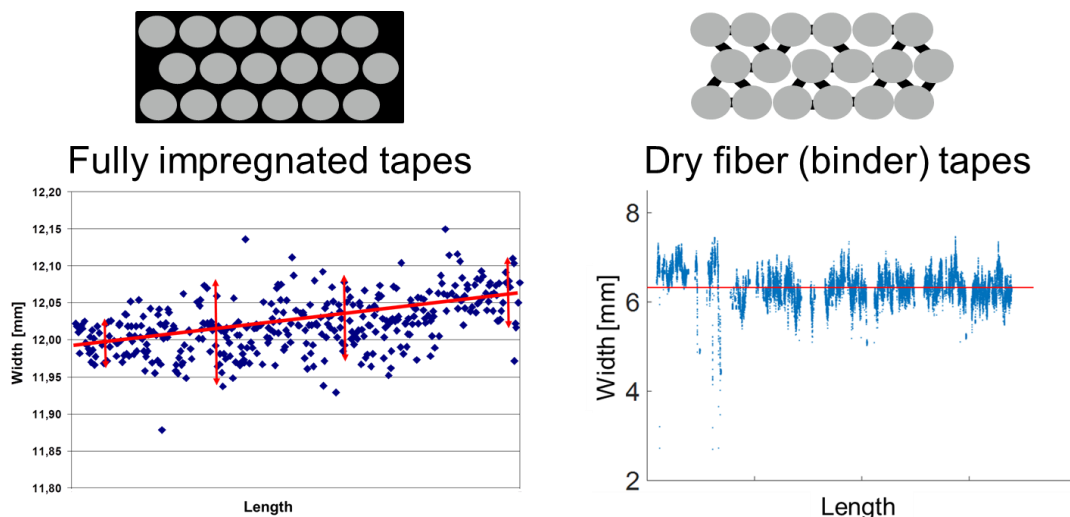 Fully impregnated tapes
Dry fiber (binder) tapes
12,20
12,15
12,10
12,05
12,00
11,95
11,90
11,85
11,80
Width [mm]
Length
8
6
4
2
Width [mm]
Length